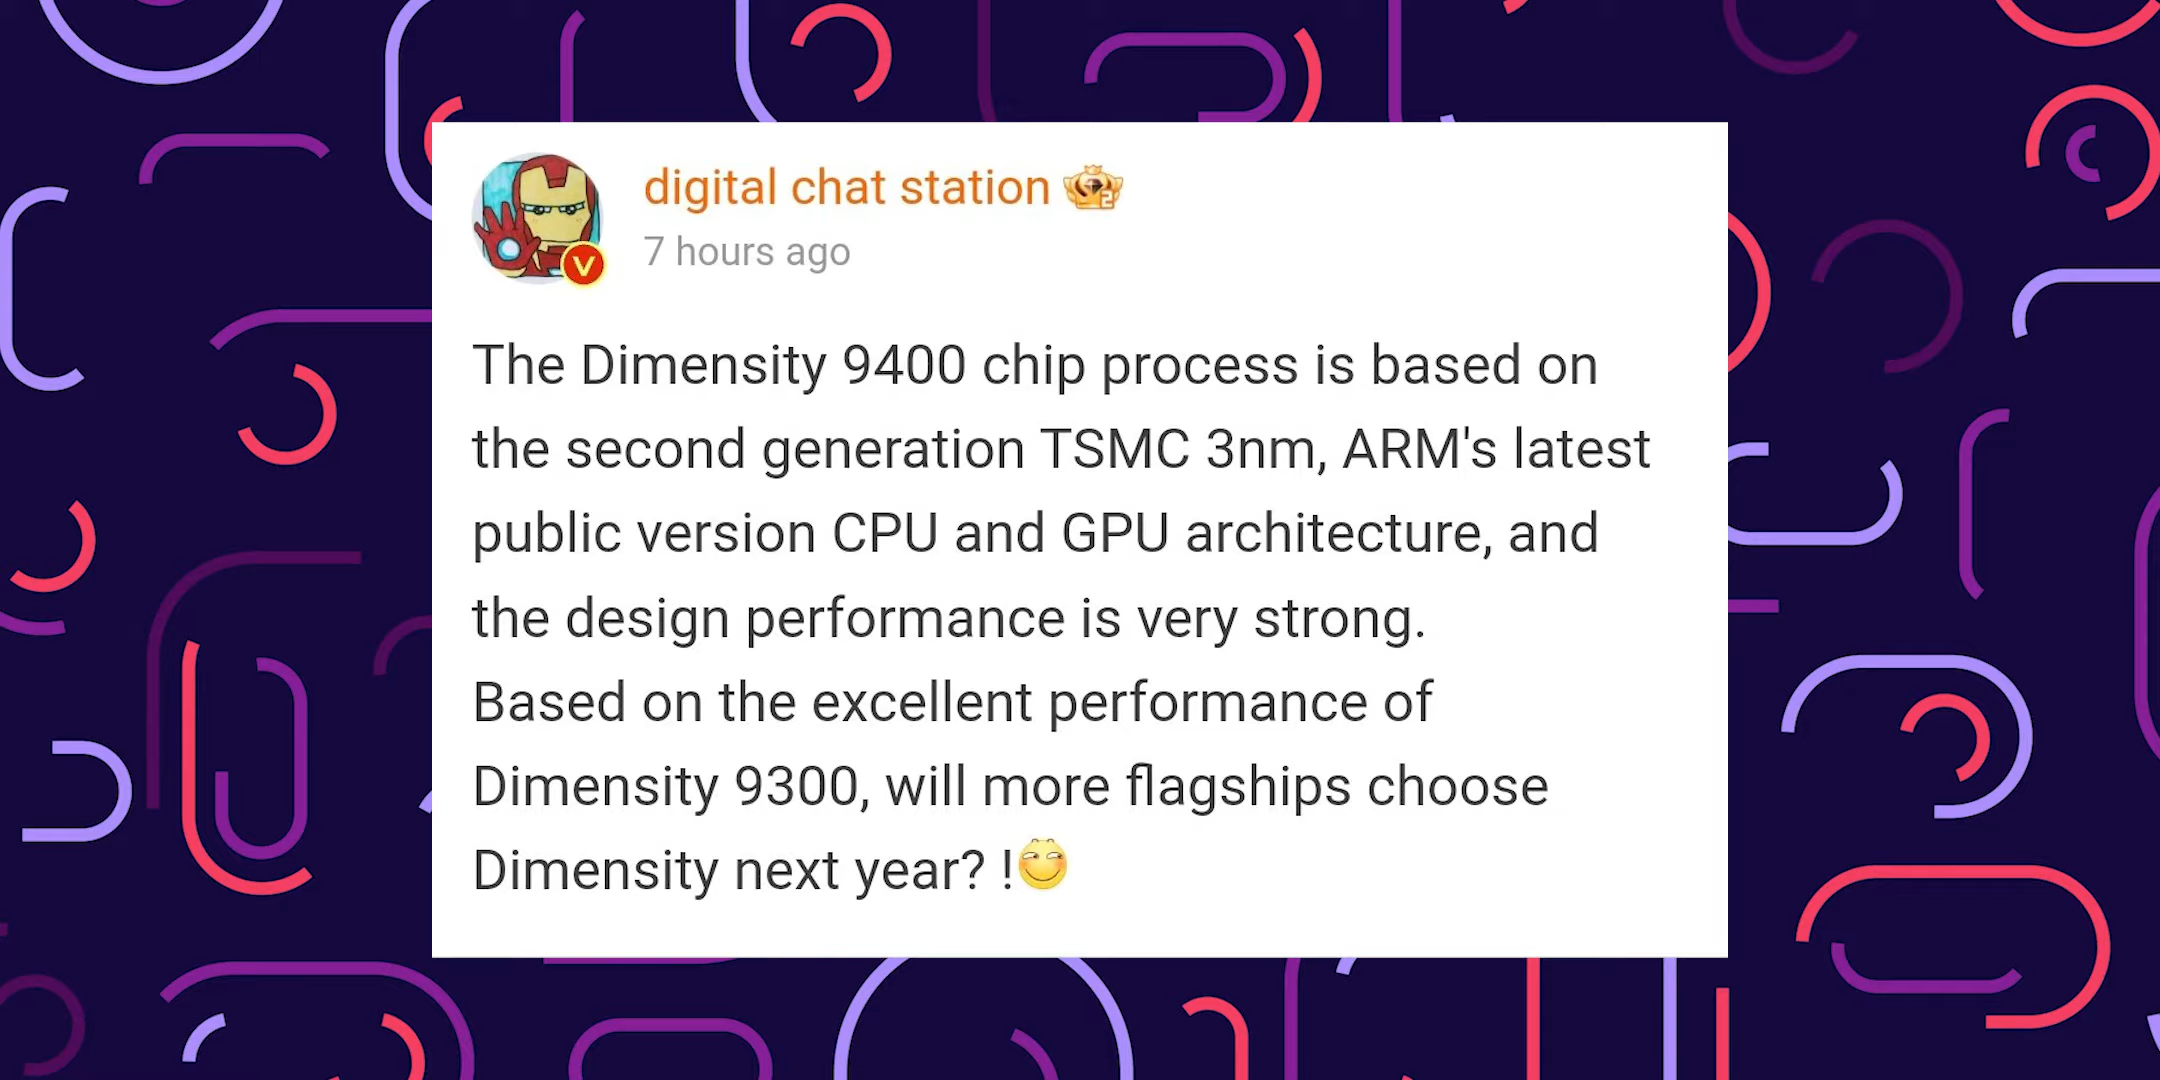 digital chat station
7 hours ago
The Dimensity 9400 chip process is based on
the second generation TSMC 3nm, ARM's latest
public version CPU and GPU architecture, and
the design performance is very strong.
Based on the excellent performance of
Dimensity 9300, will more flagships choose
Dimensity next year? !